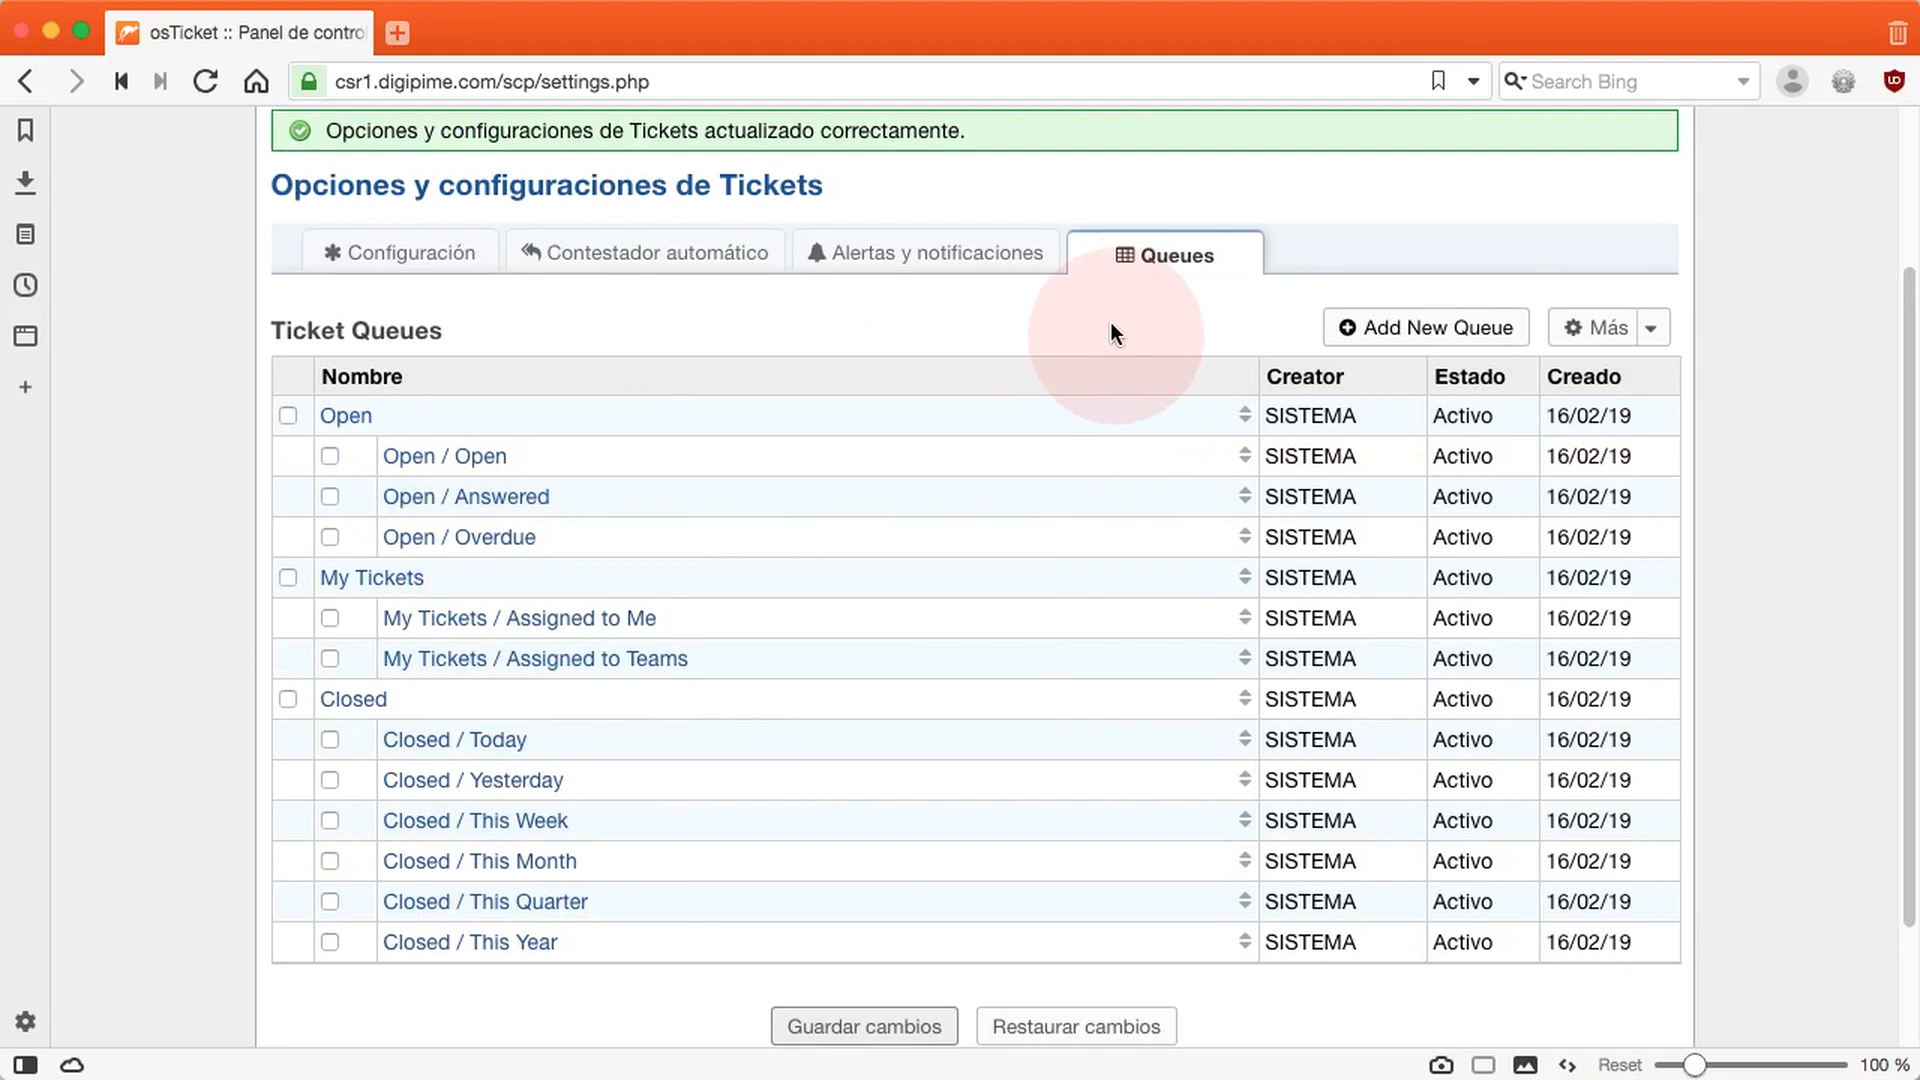 osTicket :: Panel de contro
csr1.digipime.com/scp/settings.php
Search Bing
Opciones y configuraciones de Tickets actualizado correctamente.
Opciones y configuraciones de Tickets
Configuración
Contestador automático
Alertas y notificaciones
Queues
Ticket Queues
Add New Queue
Más
Nombre Creator Estado Creado
Open SISTEMA Activo 16/02/19
Open / Open SISTEMA Activo 16/02/19
Open / Answered SISTEMA Activo 16/02/19
Open / Overdue SISTEMA Activo 16/02/19
My Tickets SISTEMA Activo 16/02/19
My Tickets / Assigned to Me SISTEMA Activo 16/02/19
My Tickets / Assigned to Teams SISTEMA Activo 16/02/19
Closed SISTEMA Activo 16/02/19
Closed / Today SISTEMA Activo 16/02/19
Closed / Yesterday SISTEMA Activo 16/02/19
Closed / This Week SISTEMA Activo 16/02/19
Closed / This Month SISTEMA Activo 16/02/19
Closed / This Quarter SISTEMA Activo 16/02/19
Closed / This Year SISTEMA Activo 16/02/19
Guardar cambios
Restaurar cambios
Reset
100 %